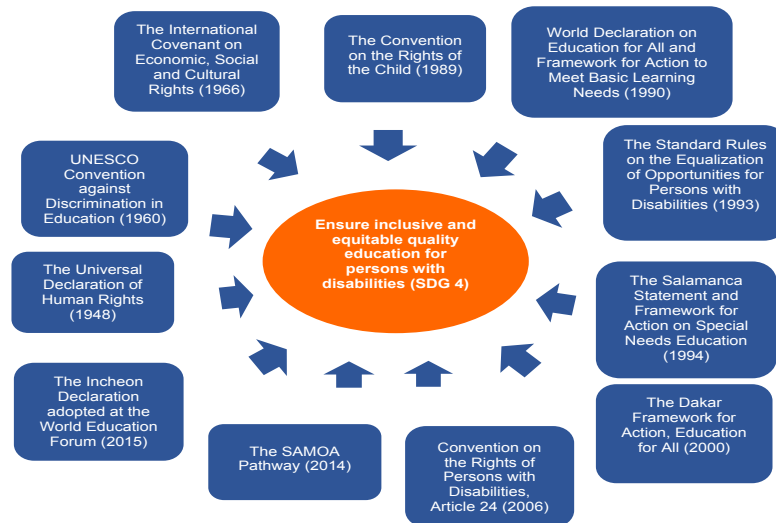 The International
Covenant on
Economic, Social
and Cultural
Rights (1966)
The Convention
on the Rights of
the Child (1989)
World Declaration on
Education for All and
Framework for Action to
Meet Basic Learning
Needs (1990)
The Standard Rules
on the Equalization
of Opportunities for
Persons with
Disabilities (1993)
The Salamanca
Statement and
Framework for
Action on Special
Needs Education
(1994)
The Dakar
Framework for
Action, Education
for All (2000)
Convention on
the Rights of
Persons with
Disabilities,
Article 24 (2006)
The SAMOA
Pathway (2014)
The Incheon
Declaration
adopted at the
World Education
Forum (2015)
The Universal
Declaration of
Human Rights
(1948)
UNESCO
Convention
against
Discrimination in
Education (1960)
Ensure inclusive and
equitable quality
education for
persons with
disabilities (SDG 4)